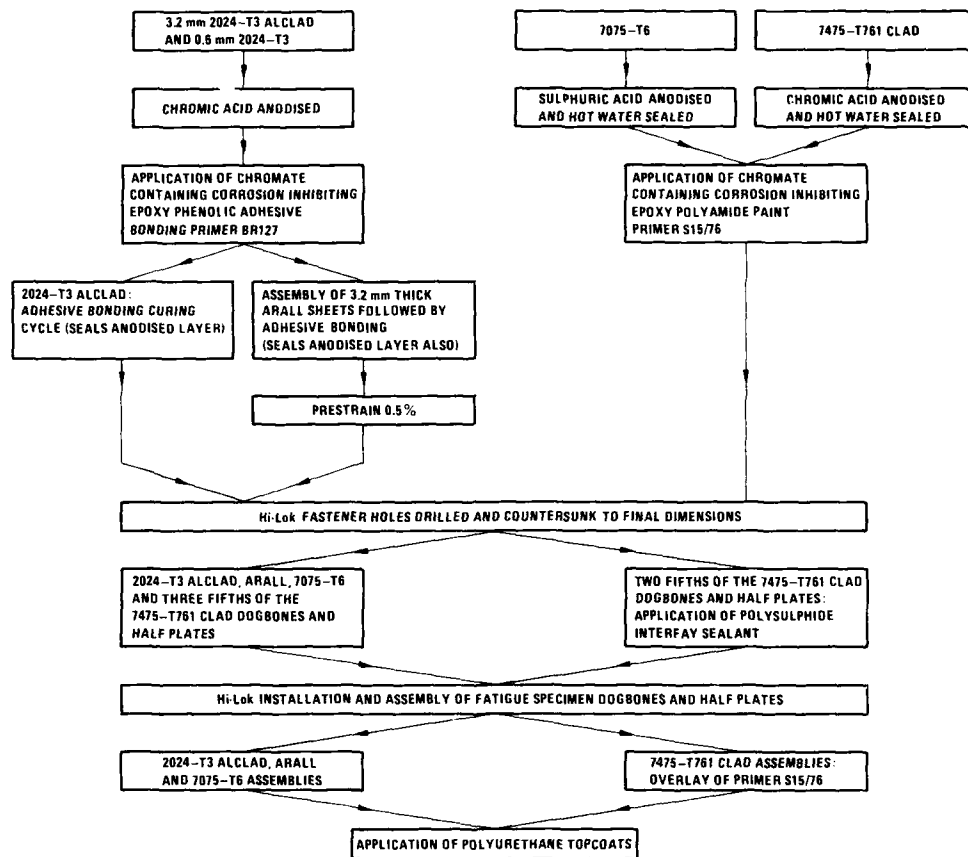 3.2 mm 2024-T3 ALCLAD
AND 0.6 mm 2024-T3
7075-T6
7475-T761 CLAD
CHROMIC ACID ANODISED
SULPHURIC ACID ANODISED
AND HOT WATER SEALED
CHROMIC ACID ANODISED
AND HOT WATER SEALED
APPLICATION OF CHROMATE
CONTAINING CORROSION INHIBITING
EPOXY PHENOLIC ADHESIVE
BONDING PRIMER BR127
APPLICATION OF CHROMATE
CONTAINING CORROSION INHIBITING
EPOXY POLYAMIDE PAINT
PRIMER S15/76
2024-T3 ALCLAD:
ADHESIVE BONDING CURING
CYCLE (SEALS ANODISED LAYER)
ASSEMBLY OF 3.2 mm THICK
ARALL SHEETS FOLLOWED BY
ADHESIVE BONDING
(SEALS ANODISED LAYER ALSO)
PRESTRAIN 0.5%
Hi-Lok FASTENER HOLES DRILLED AND COUNTERSUNK TO FINAL DIMENSIONS
2024-T3 ALCLAD, ARALL, 7075-T6
AND THREE FIFTHS OF THE
7475-T761 CLAD DOGBONES AND
HALF PLATES
TWO FIFTHS OF THE 7475-T761 CLAD
DOGBONES AND HALF PLATES:
APPLICATION OF POLYSULPHIDE
INTERFAY SEALANT
Hi-Lok INSTALLATION AND ASSEMBLY OF FATIGUE SPECIMEN DOGBONES AND HALF PLATES
2024-T3 ALCLAD, ARALL
AND 7075-T6 ASSEMBLIES
7475-T761 CLAD ASSEMBLIES:
OVERLAY OF PRIMER S15/76
APPLICATION OF POLYURETHANE TOPCOATS